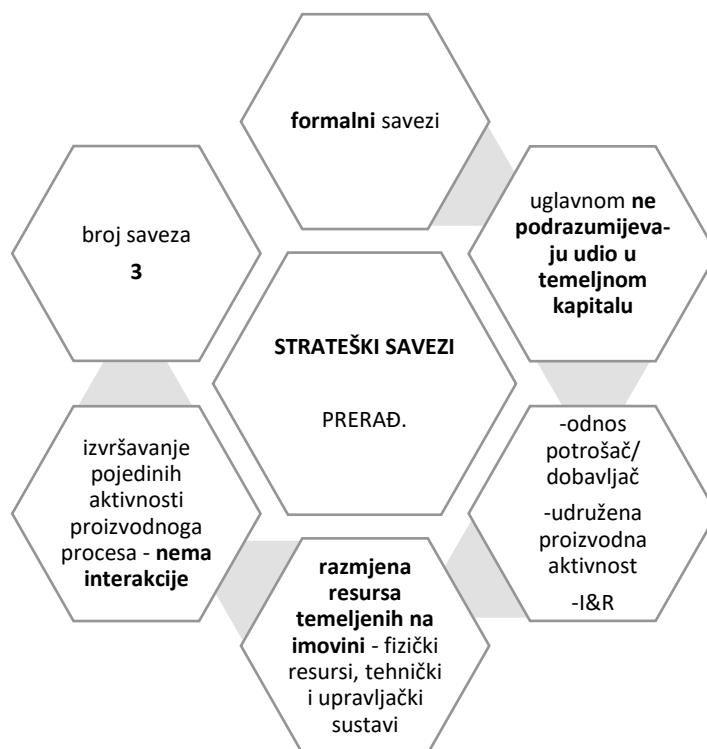 formalni savezi
uglavnom ne
podrazumijeva-
ju udio u
temeljnom
kapitalu
-odnos
potrošač/
dobavljač
-udružena
proizvodna
aktivnost
-I&R
razmjena
resursa
temeljenih na
imovini - fizički
resursi, tehnički
i upravljački
sustavi
izvršavanje
pojedinih
aktivnosti
proizvodnoga
procesa - nema
interakcije
broj saveza
3
STRATEŠKI SAVEZI
PRERAĐ.